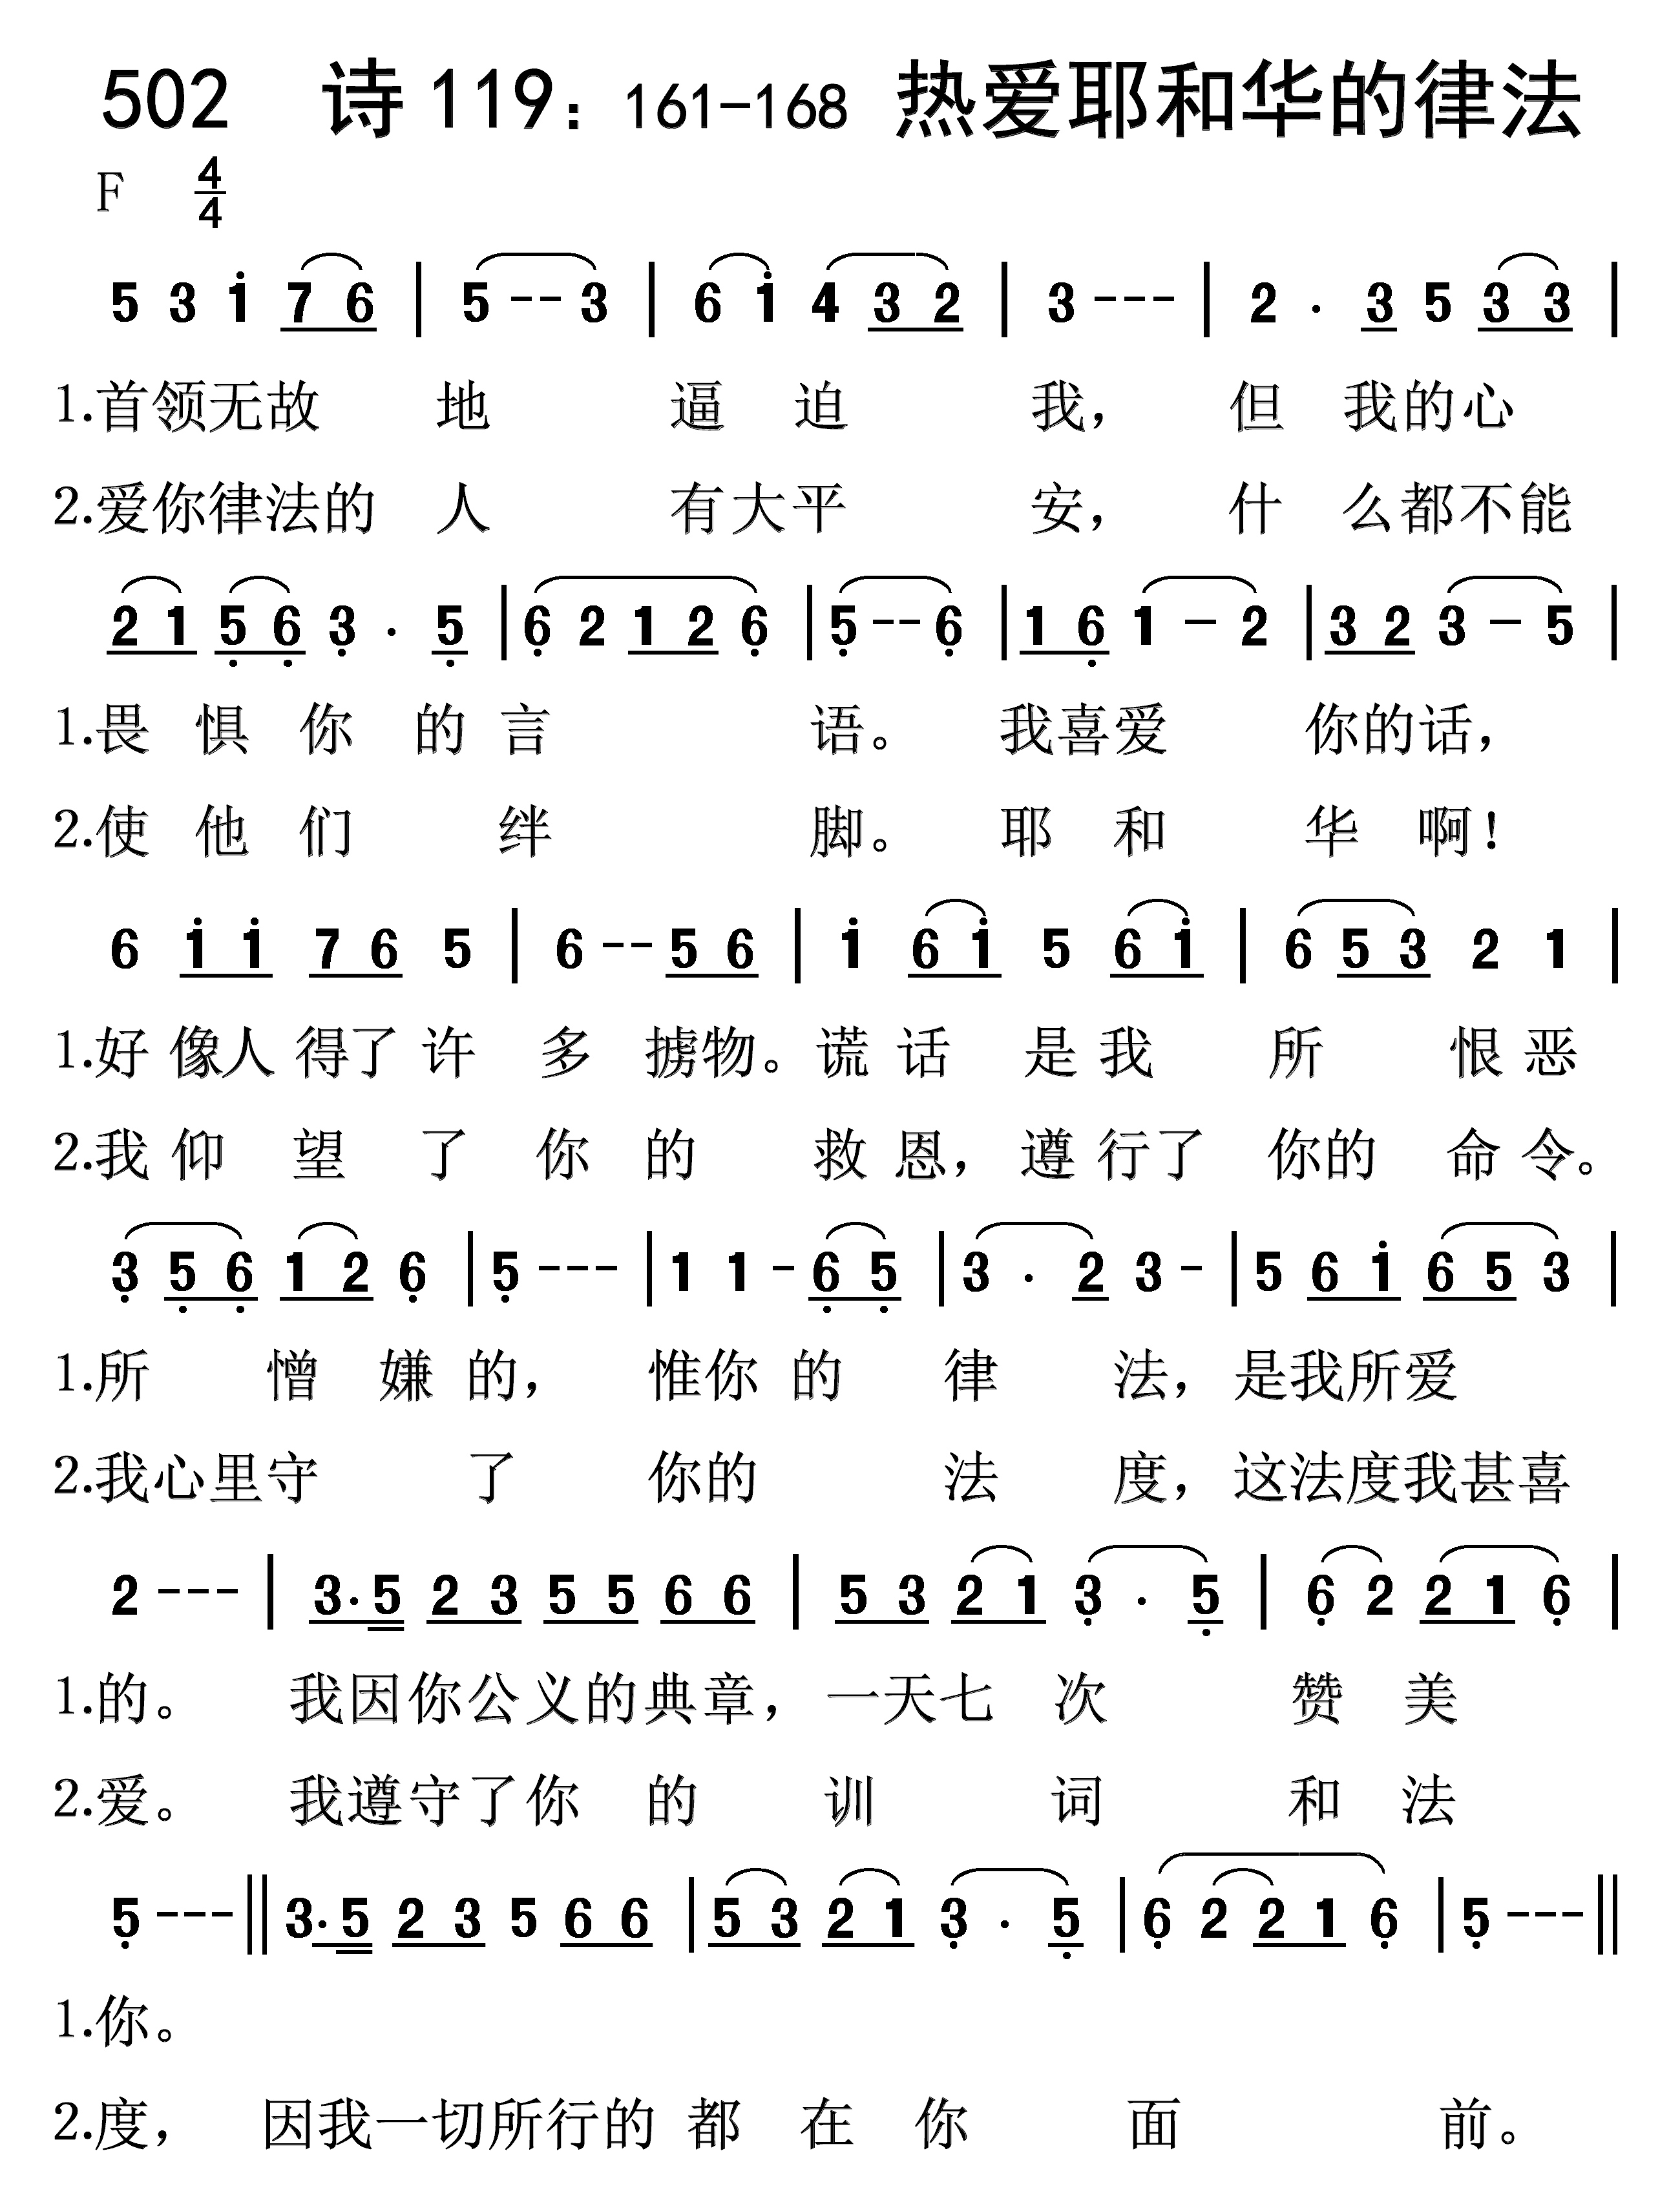 502 诗 119：161-168 热爱耶和华的律法
F 4/4
5 3 i 7 6 | 5 - - 3 | 6 i 4 3 2 | 3 - - - | 2 . 3 5 3 3 |
1.首领无故 地 逼 迫 我， 但 我的心
2.爱你律法的 人 有大平 安， 什 么都不能
2 1 5 6 3 . 5 | 6 2 1 2 6 | 5 - - 6 | 1 6 1 - 2 | 3 2 3 - 5 |
1.畏 惧 你 的 言 语。 我喜爱 你的话，
2.使 他 们 绊 脚。 耶 和 华 啊！
6 i i 7 6 5 | 6 - - 5 6 | i 6 i 5 6 i | 6 5 3 2 1 |
1.好 像人 得了 许 多 掳物。谎 话 是 我 所 恨 恶
2.我 仰 望 了 你 的 救 恩， 遵 行了 你的 命 令。
3 5 6 1 2 6 | 5 - - - | 1 1 - 6 5 | 3 . 2 3 - | 5 6 i 6 5 3 |
1.所 憎 嫌 的， 惟你 的 律 法， 是我所爱
2.我心里守 了 你的 法 度， 这法度我甚喜
2 - - - | 3 . 5 2 3 5 5 6 6 | 5 3 2 1 3 . 5 | 6 2 2 1 6 |
1.的。 我因你公义的典章， 一天七 次 赞 美
2.爱。 我遵守了你 的 训 词 和 法
5 - - - || 3 . 5 2 3 5 6 6 | 5 3 2 1 3 . 5 | 6 2 2 1 6 | 5 - - - ||
1.你。
2.度， 因我一切所行的 都 在 你 面 前。